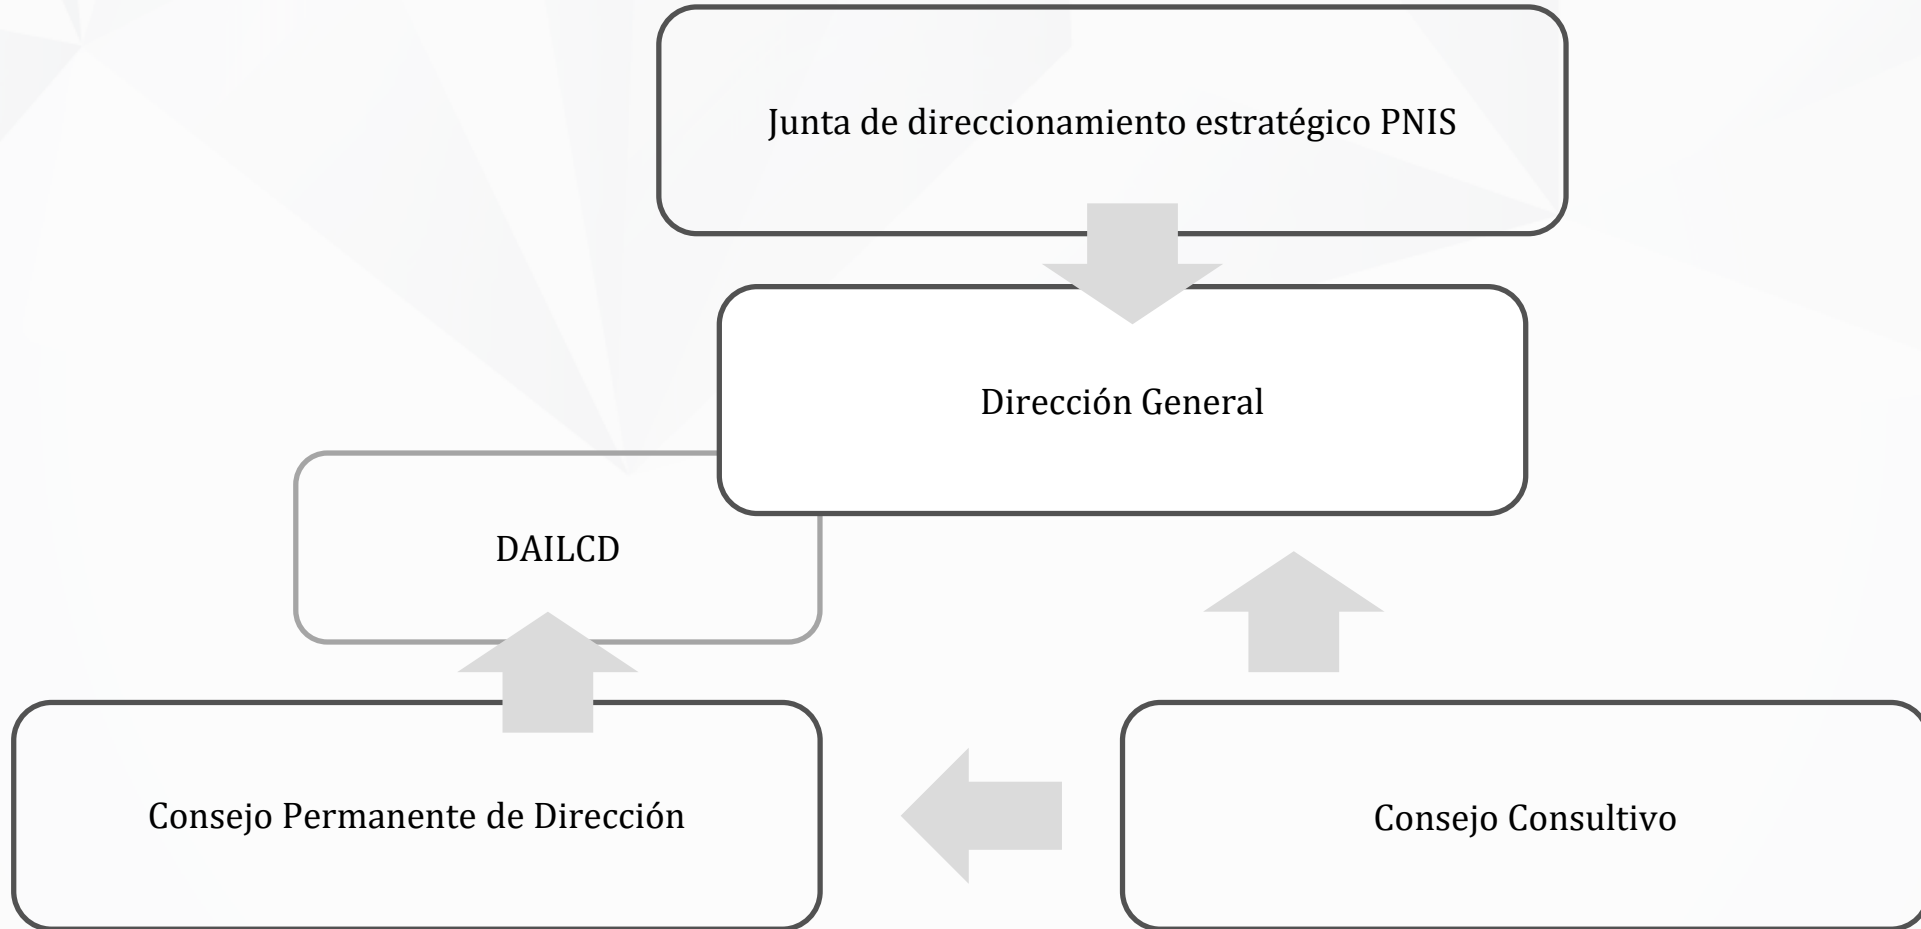 Junta de direccionamiento estratégico PNIS
Dirección General
DAILCD
Consejo Permanente de Dirección
Consejo Consultivo